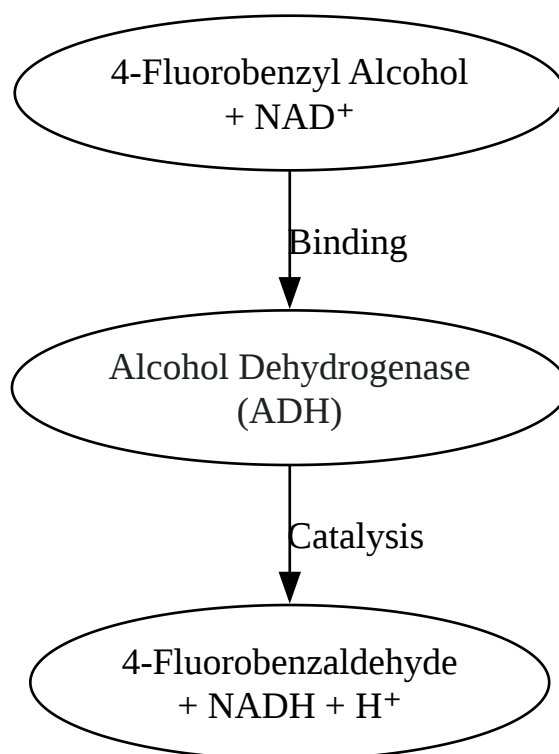 4-Fluorobenzyl Alcohol
+ NAD⁺
Binding
Alcohol Dehydrogenase
(ADH)
Catalysis
4-Fluorobenzaldehyde
+ NADH + H⁺